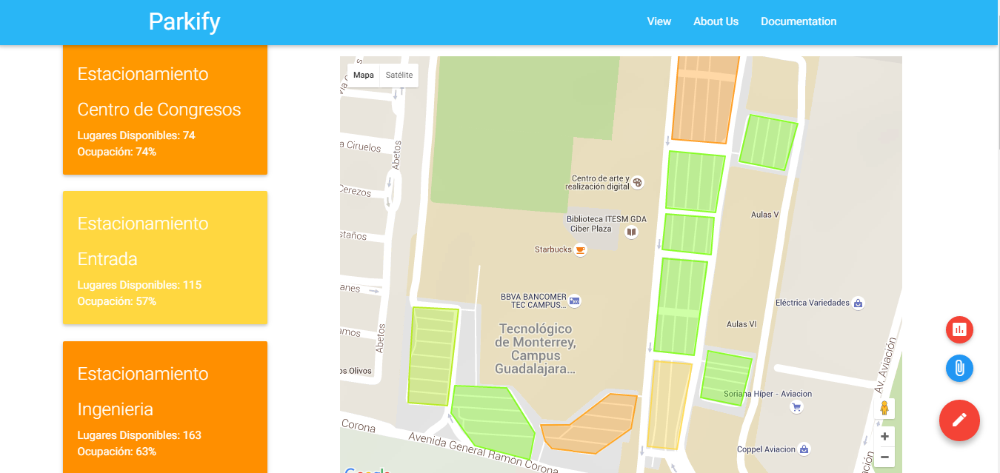 Parkify
View
About Us
Documentation
Estacionamiento
Centro de Congresos
Lugares Disponibles: 74
Ocupación: 74%
Estacionamiento
Entrada
Lugares Disponibles: 115
Ocupación: 57%
Estacionamiento
Ingenieria
Lugares Disponibles: 163
Ocupación: 63%
Mapa
Satélite
Ciruelos
Abetos
Cerezos
Abetos
Olivos
Centro de arte y
realización digital
Biblioteca ITESM GDA
Ciber Plaza
Starbucks
BBVA BANCOMER
TEC CAMPUS...
Tecnológico
de Monterrey,
Campus
Guadalajara...
Aulas V
Eléctrica Variedades
Aulas VI
Av. Aviación
Soriana Híper - Aviacion
Coppel Aviacion
Corona
Avenida General Ramon Corona
Google
+
−